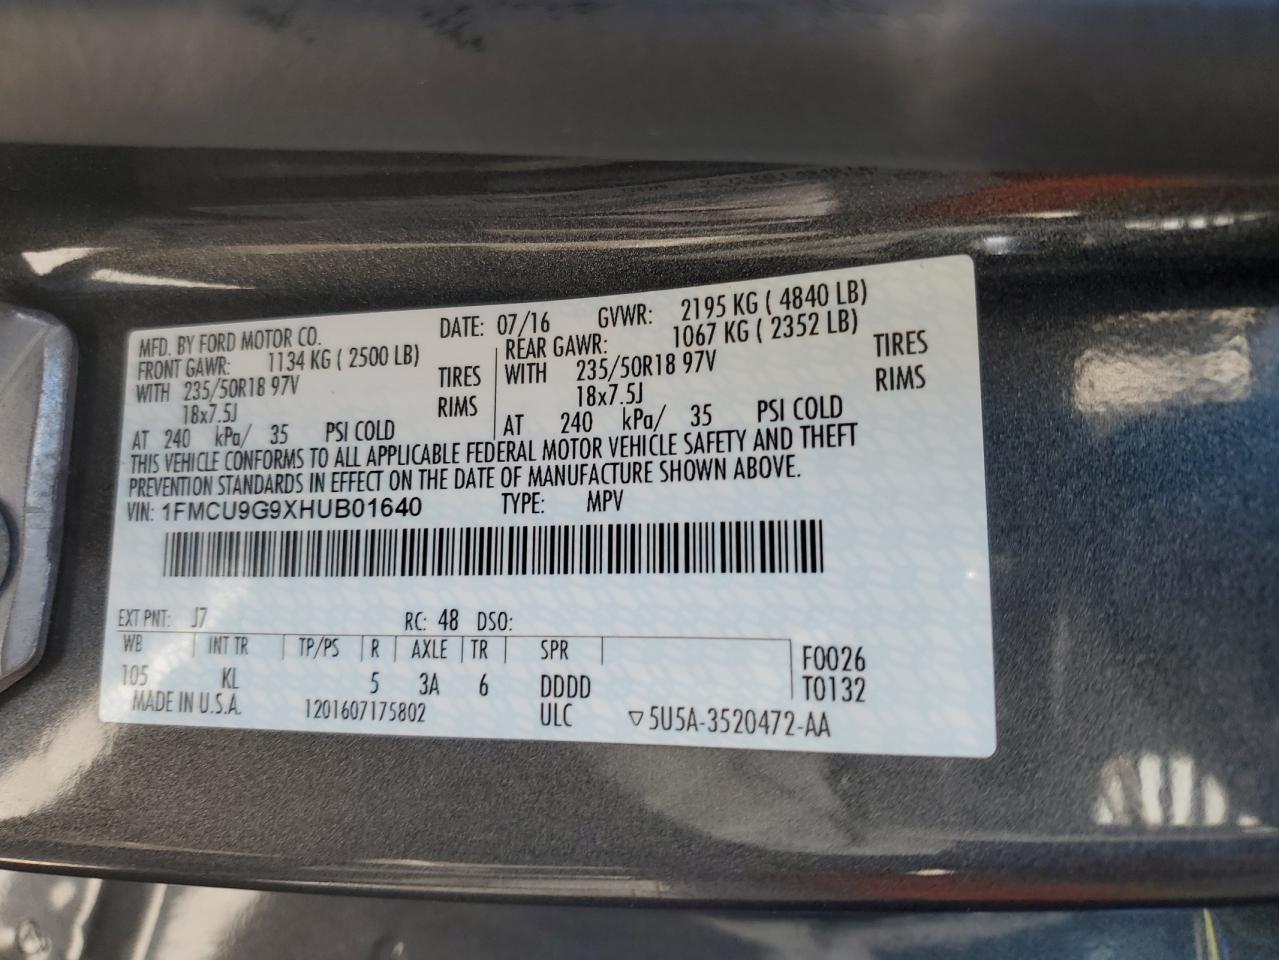 MFD. BY FORD MOTOR CO. DATE: 07/16 GVWR: 2195 KG ( 4840 LB)
FRONT GAWR: 1134 KG ( 2500 LB) REAR GAWR: 1067 KG ( 2352 LB)
WITH 235/50R18 97V TIRES WITH 235/50R18 97V TIRES
18x7.5J RIMS 18x7.5J RIMS
AT 240 kPa/ 35 PSI COLD AT 240 kPa/ 35 PSI COLD
THIS VEHICLE CONFORMS TO ALL APPLICABLE FEDERAL MOTOR VEHICLE SAFETY AND THEFT
PREVENTION STANDARDS IN EFFECT ON THE DATE OF MANUFACTURE SHOWN ABOVE.
VIN: 1FMCU9G9XHUB01640 TYPE: MPV
EXT PNT: J7 RC: 48 DSO:
WB INT TR TP/PS R AXLE TR SPR F0026
105 KL 5 3A 6 DDDD T0132
MADE IN U.S.A. 1201607175802 ULC ▽5U5A-3520472-AA